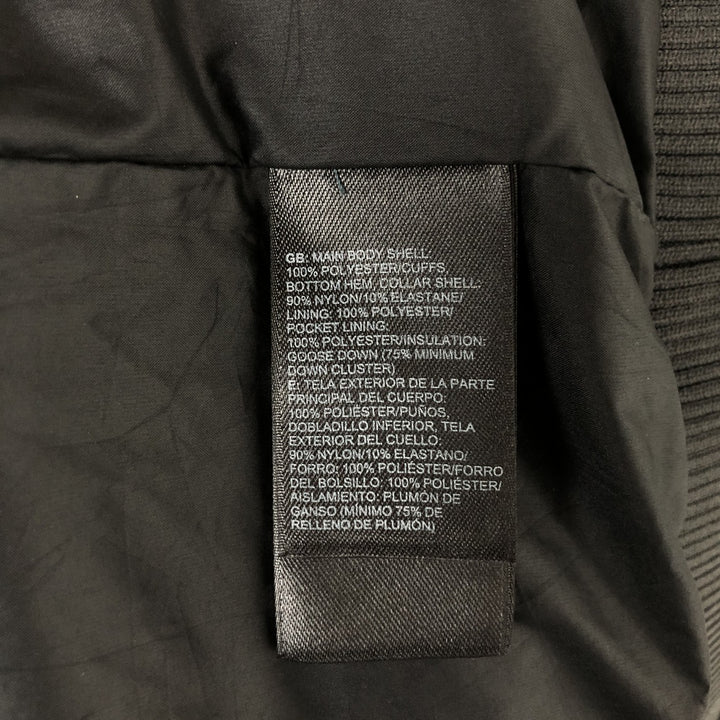 GB: MAIN BODY SHELL:
100% POLYESTER/CUFFS,
BOTTOM HEM, COLLAR SHELL:
90% NYLON/10% ELASTANE/
LINING: 100% POLYESTER/
POCKET LINING:
100% POLYESTER/INSULATION:
GOOSE DOWN (75% MINIMUM
DOWN CLUSTER)
E: TELA EXTERIOR DE LA PARTE
PRINCIPAL DEL CUERPO:
100% POLIÉSTER/PUÑOS,
DOBLADILLO INFERIOR, TELA
EXTERIOR DEL CUELLO:
90% NYLON/10% ELASTANO/
FORRO: 100% POLIÉSTER/FORRO
DEL BOLSILLO: 100% POLIÉSTER/
AISLAMIENTO: PLUMÓN DE
GANSO (MÍNIMO 75% DE
RELLENO DE PLUMÓN)